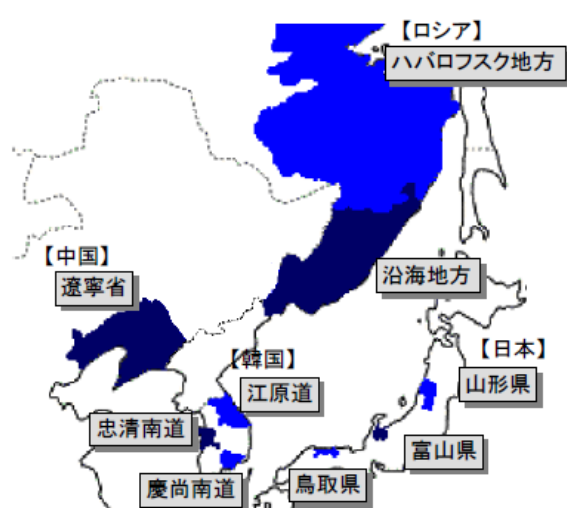 【ロシア】
ハバロフスク地方
【中国】
遼寧省
沿海地方
【韓国】
江原道
【日本】
山形県
忠清南道
富山県
慶尚南道
鳥取県